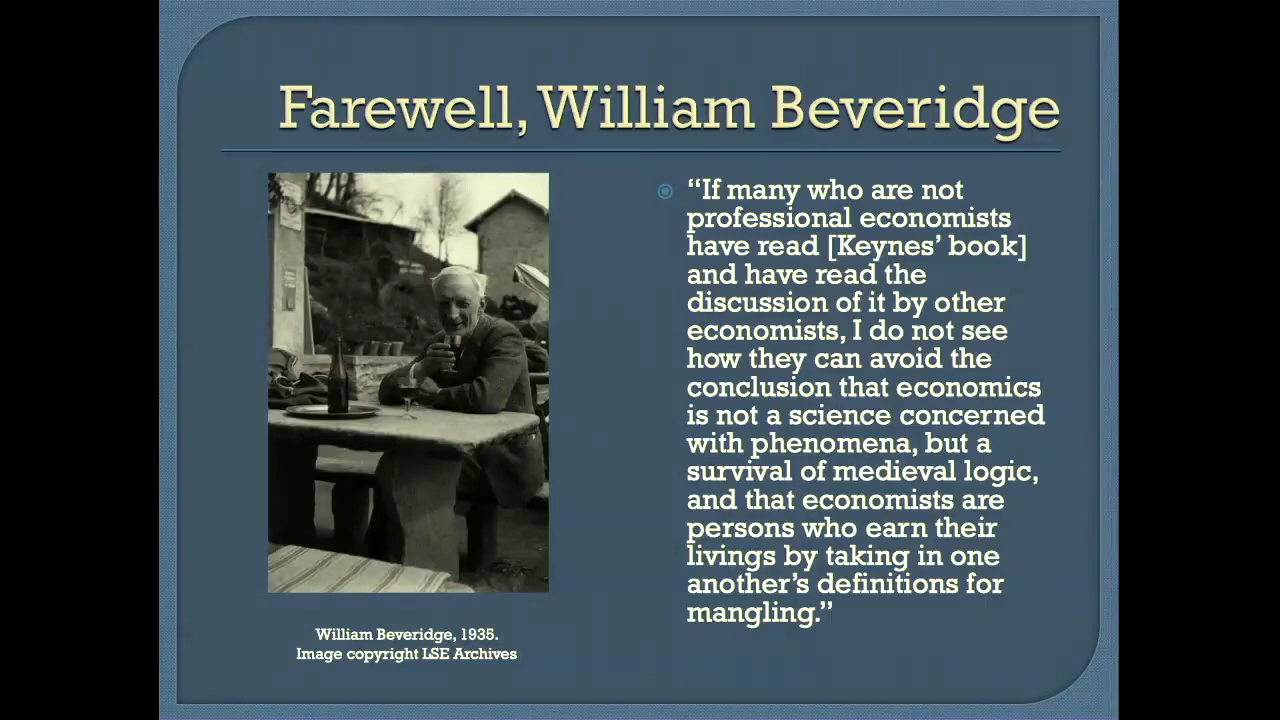 Farewell, William Beveridge
“If many who are not
professional economists
have read [Keynes’ book]
and have read the
discussion of it by other
economists, I do not see
how they can avoid the
conclusion that economics
is not a science concerned
with phenomena, but a
survival of medieval logic,
and that economists are
persons who earn their
livings by taking in one
another’s definitions for
mangling.”
William Beveridge, 1935.
Image copyright LSE Archives